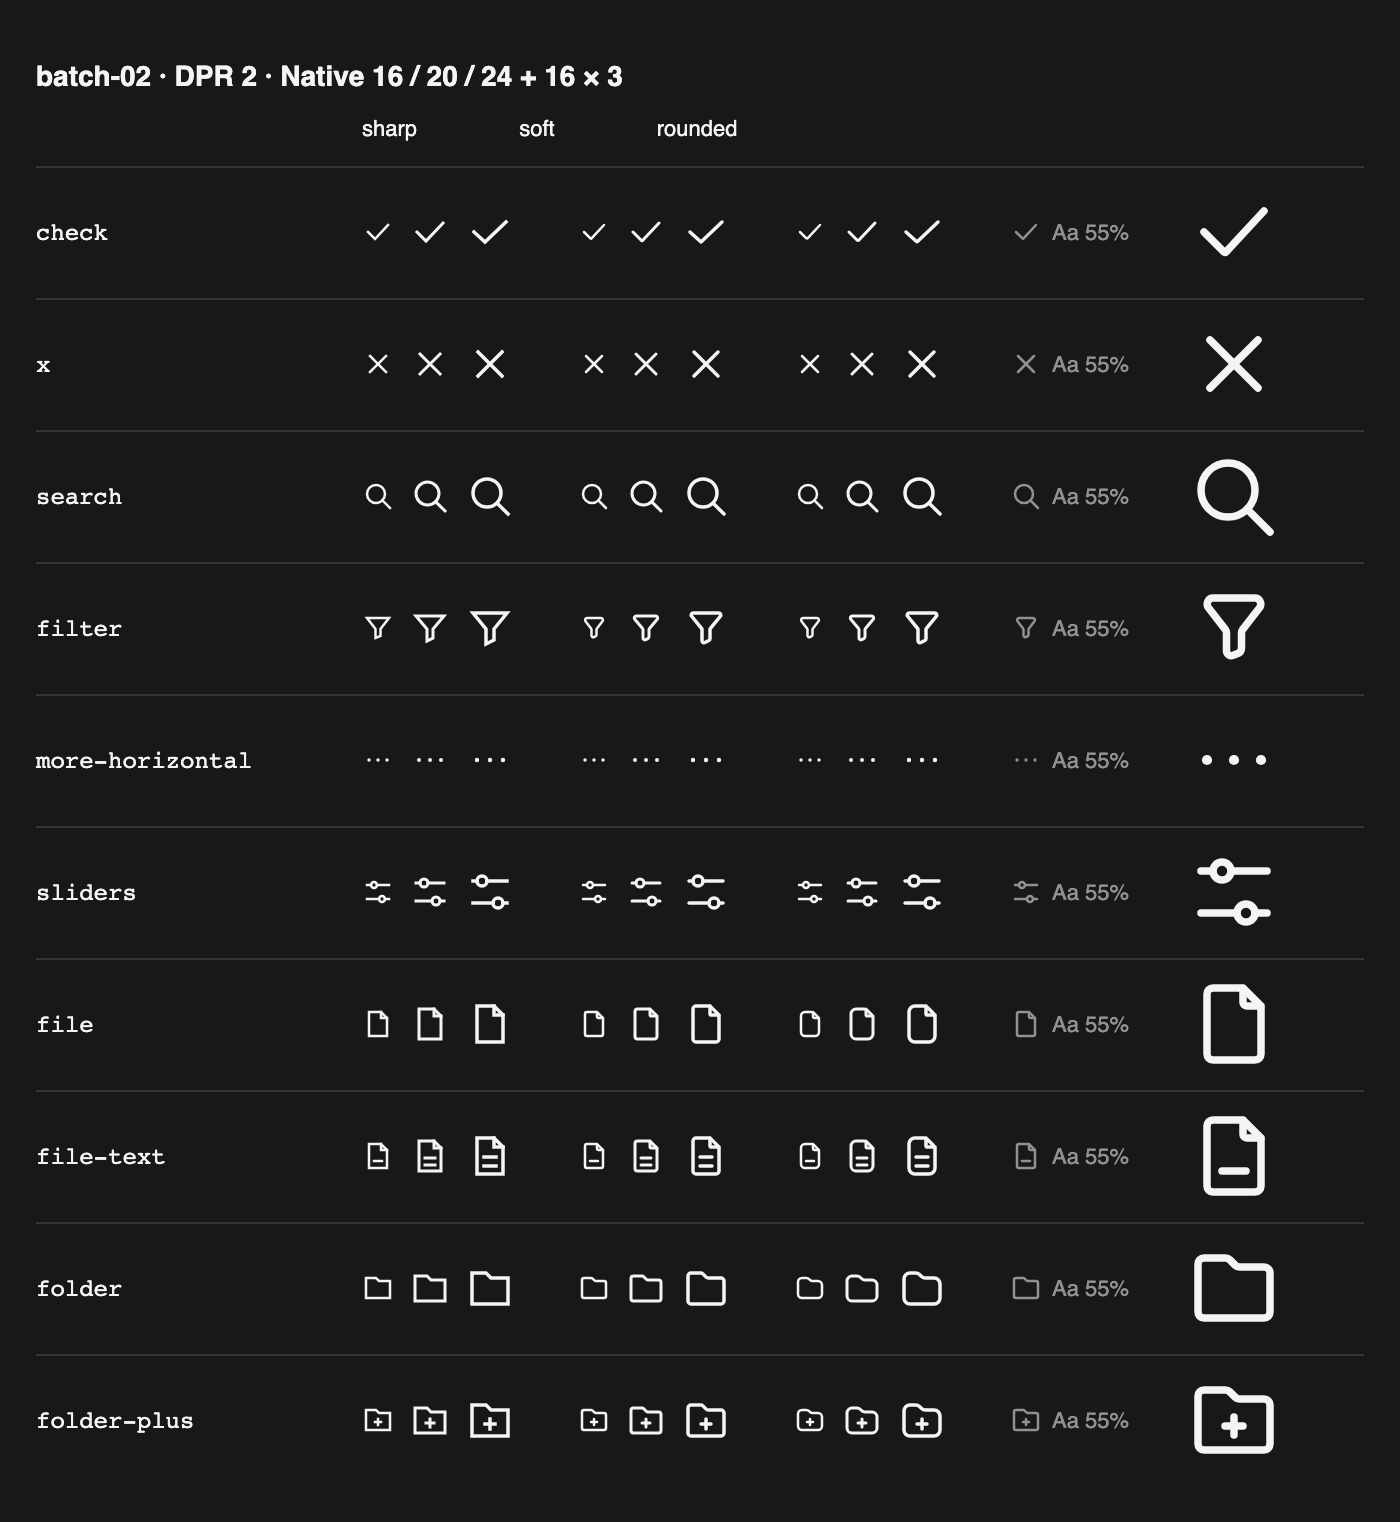 batch-02 · DPR 2 · Native 16 / 20 / 24 + 16 × 3
sharp soft rounded
check Aa 55%
x Aa 55%
search Aa 55%
filter Aa 55%
more-horizontal Aa 55%
sliders Aa 55%
file Aa 55%
file-text Aa 55%
folder Aa 55%
folder-plus Aa 55%